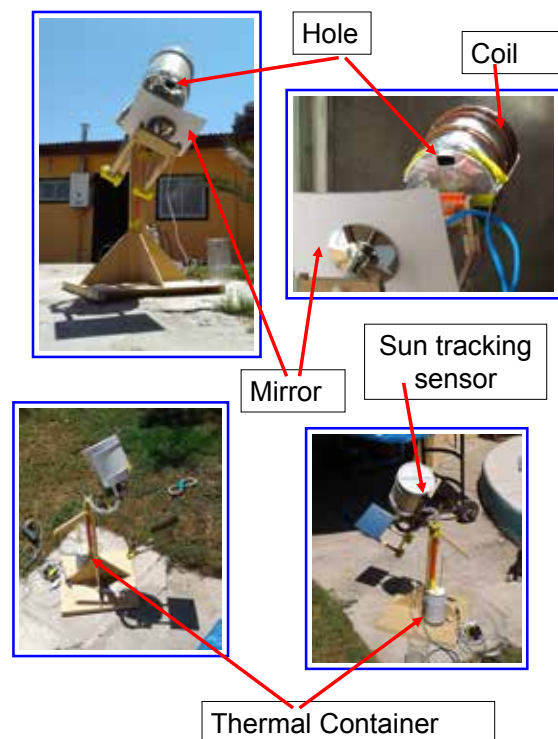 Hole
Coil
Sun tracking
sensor
Mirror
Thermal Container